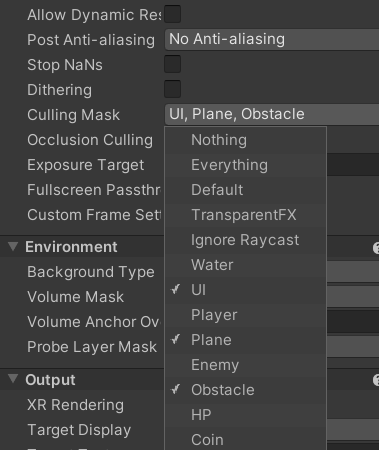 Allow Dynamic Res
Post Anti-aliasing No Anti-aliasing
Stop NaNs
Dithering
Culling Mask UI, Plane, Obstacle
Occlusion Culling Nothing
Exposure Target Everything
Fullscreen Passthr Default
Custom Frame Sett TransparentFX
Ignore Raycast
Environment
Water
Background Type
UI
Volume Mask
Player
Volume Anchor Ov
Plane
Probe Layer Mask
Enemy
Output
Obstacle
XR Rendering
HP
Target Display
Coin